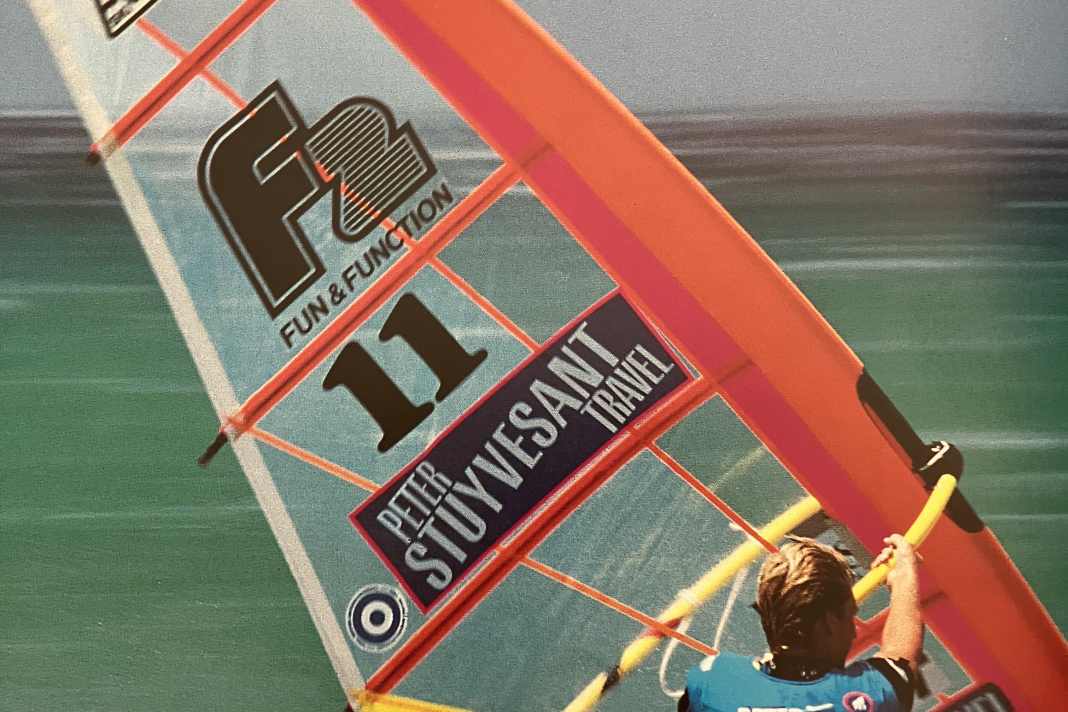 F2
FUN & FUNCTION
11
PETER
STUYVESANT
TRAVEL